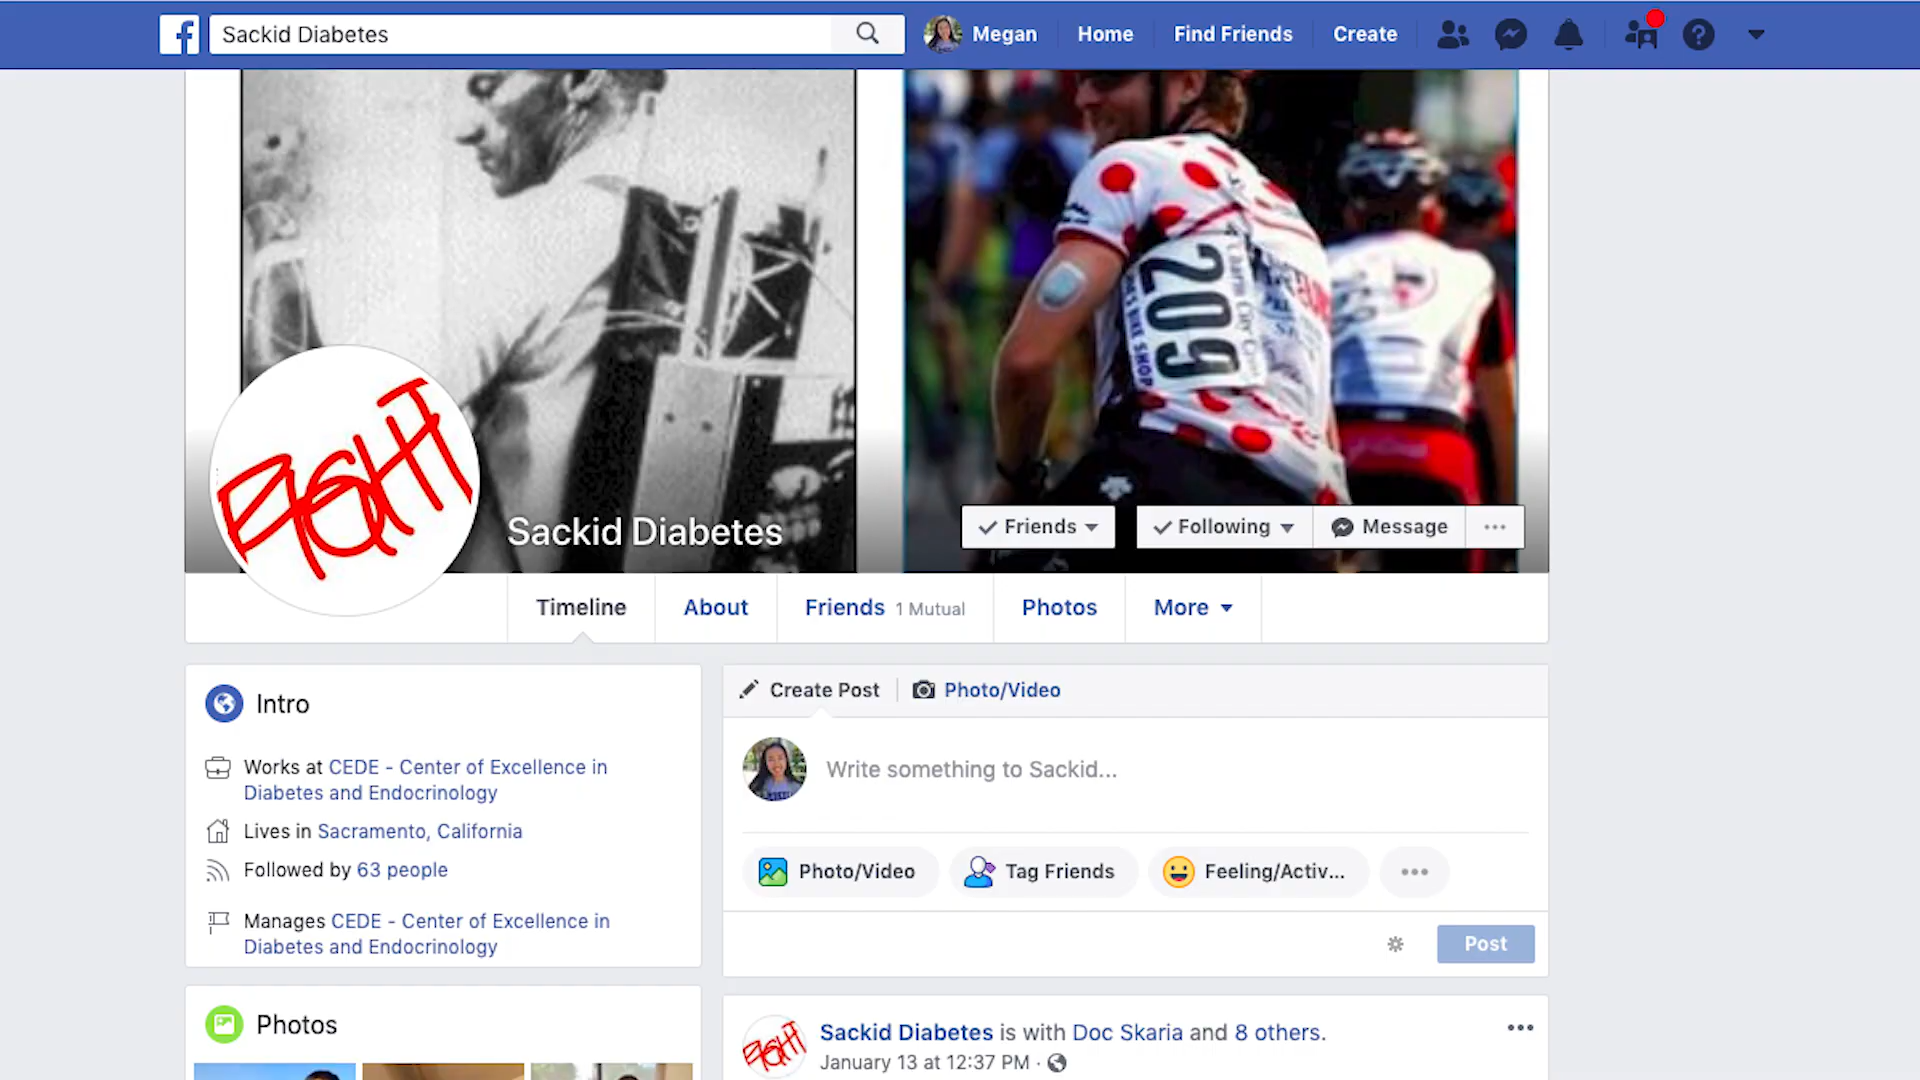 Sackid Diabetes
Megan
Home
Find Friends
Create
209
FIGHT
Sackid Diabetes
Friends
Following
Message
Timeline
About
Friends 1 Mutual
Photos
More
Intro
Works at CEDE - Center of Excellence in
Diabetes and Endocrinology
Lives in Sacramento, California
Followed by 63 people
Manages CEDE - Center of Excellence in
Diabetes and Endocrinology
Photos
Create Post
Photo/Video
Write something to Sackid...
Photo/Video
Tag Friends
Feeling/Activ...
Post
Sackid Diabetes is with Doc Skaria and 8 others.
January 13 at 12:37 PM ·